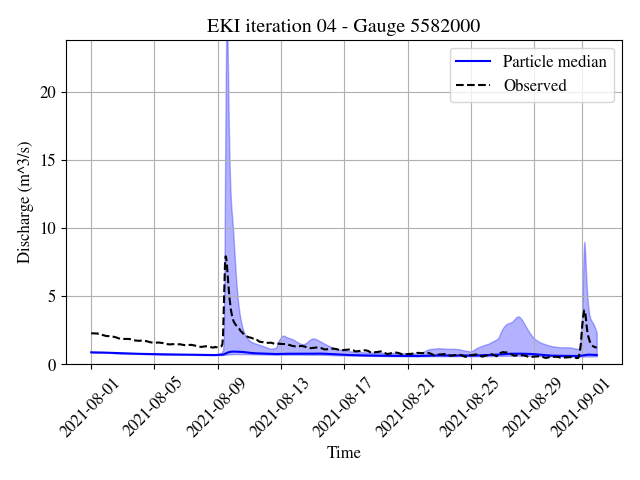 EKI iteration 04 - Gauge 5582000
Particle median
Observed
Discharge (m^3/s)
20
15
10
5
0
2021-08-01
2021-08-05
2021-08-09
2021-08-13
2021-08-17
2021-08-21
2021-08-25
2021-08-29
2021-09-01
Time